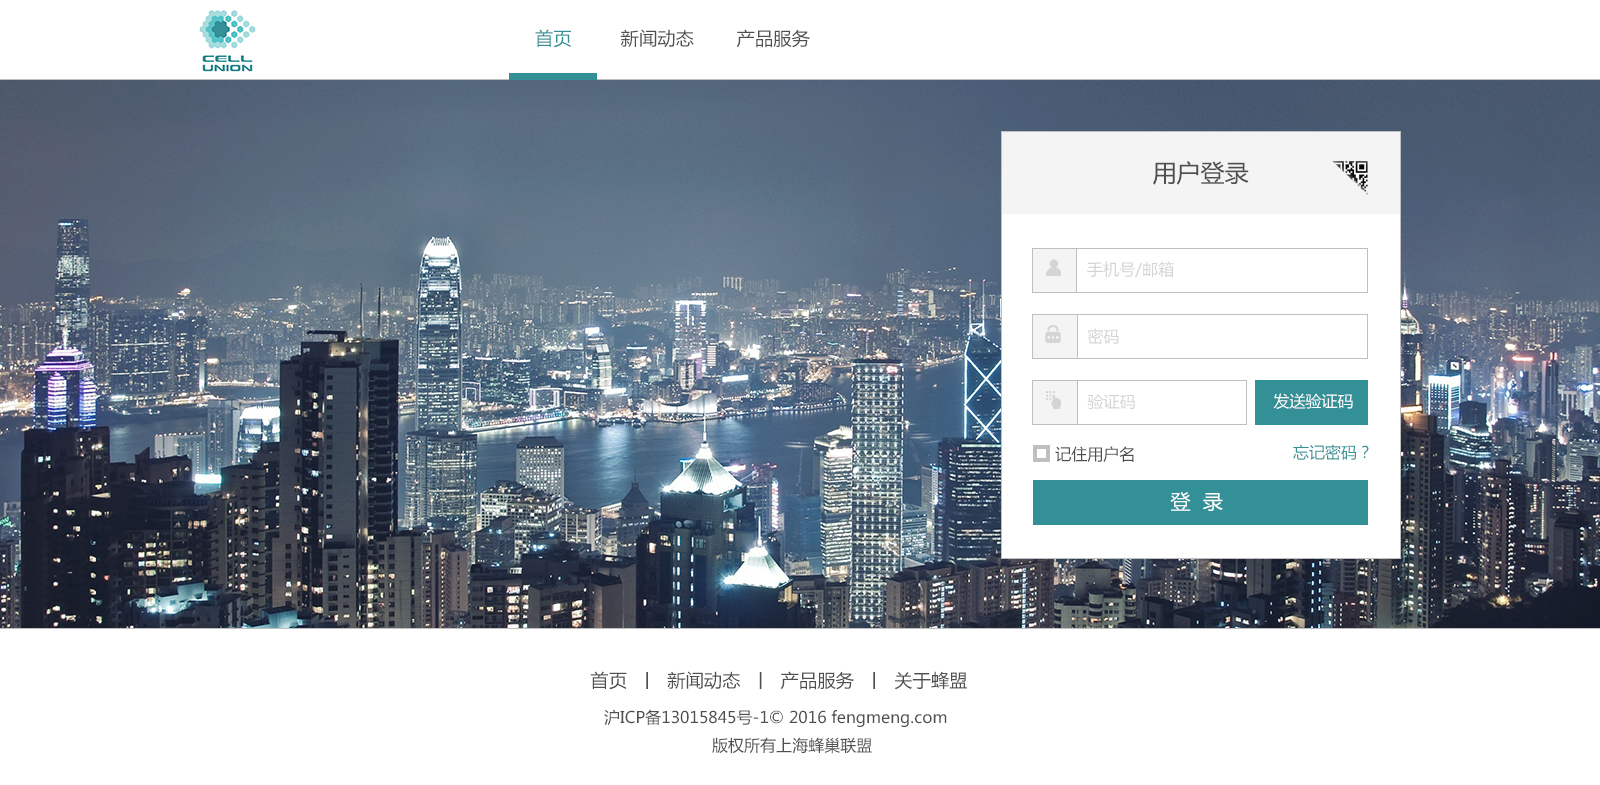 CELL
UNION
首页
新闻动态
产品服务
用户登录
手机号/邮箱
密码
验证码
发送验证码
记住用户名
忘记密码？
登 录
首页 | 新闻动态 | 产品服务 | 关于蜂盟
沪ICP备13015845号-1© 2016 fengmeng.com
版权所有上海蜂巢联盟